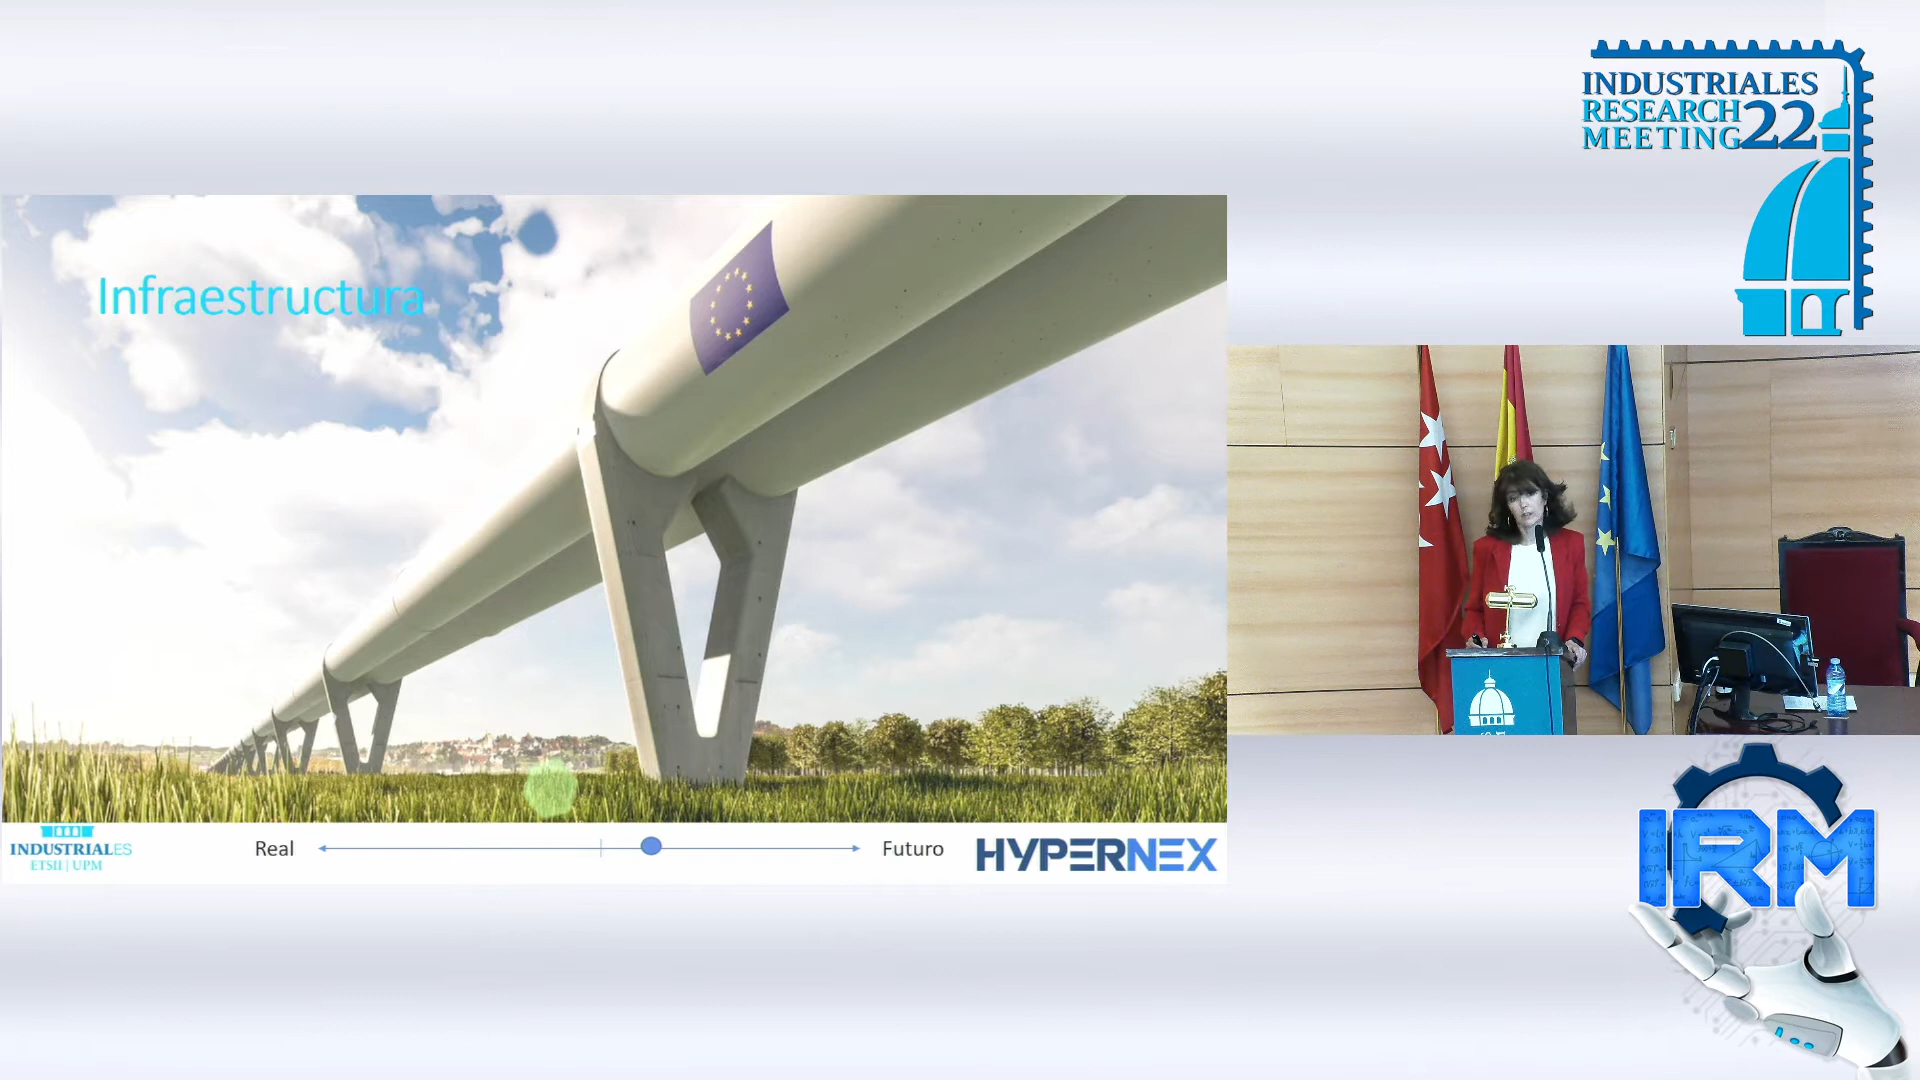 INDUSTRIALES
RESEARCH
MEETING 22
Infraestructura
INDUSTRIALES
ETSII | UPM
Real
Futuro
HYPERNEX
IRM